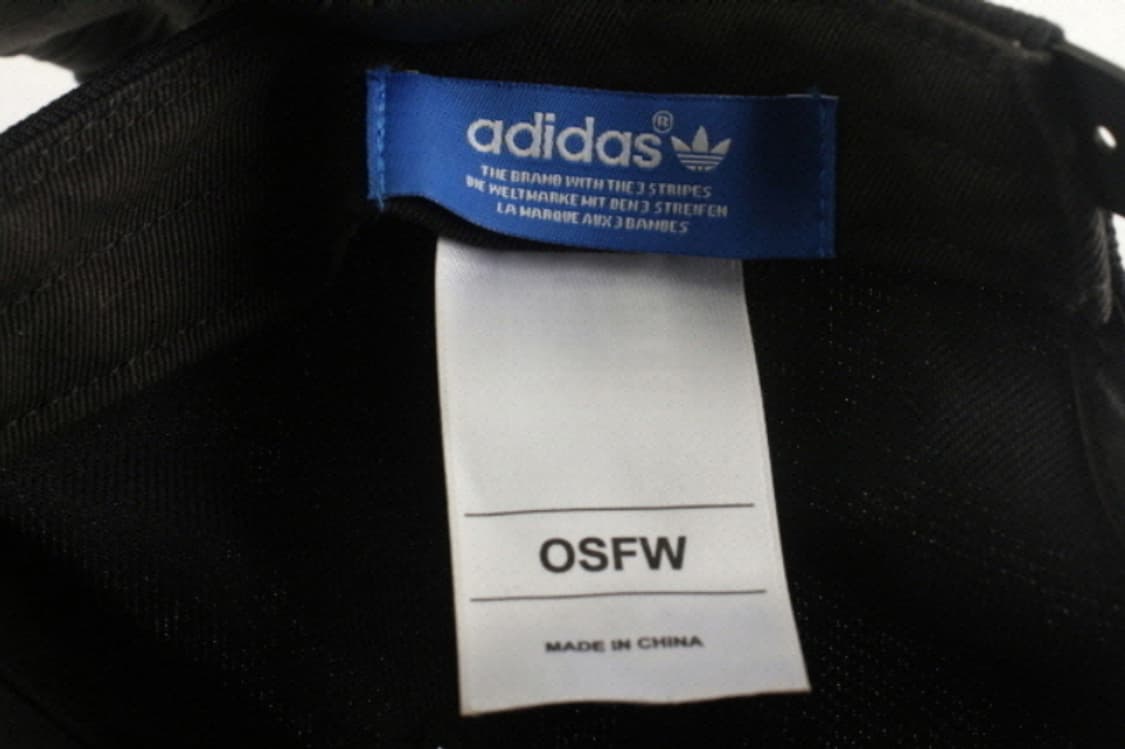 adidas®
THE BRAND WITH THE 3 STRIPES
DIE WELTMARKE MIT DEN 3 STREIFEN
LA MARQUE AUX 3 BANDES
OSFW
MADE IN CHINA